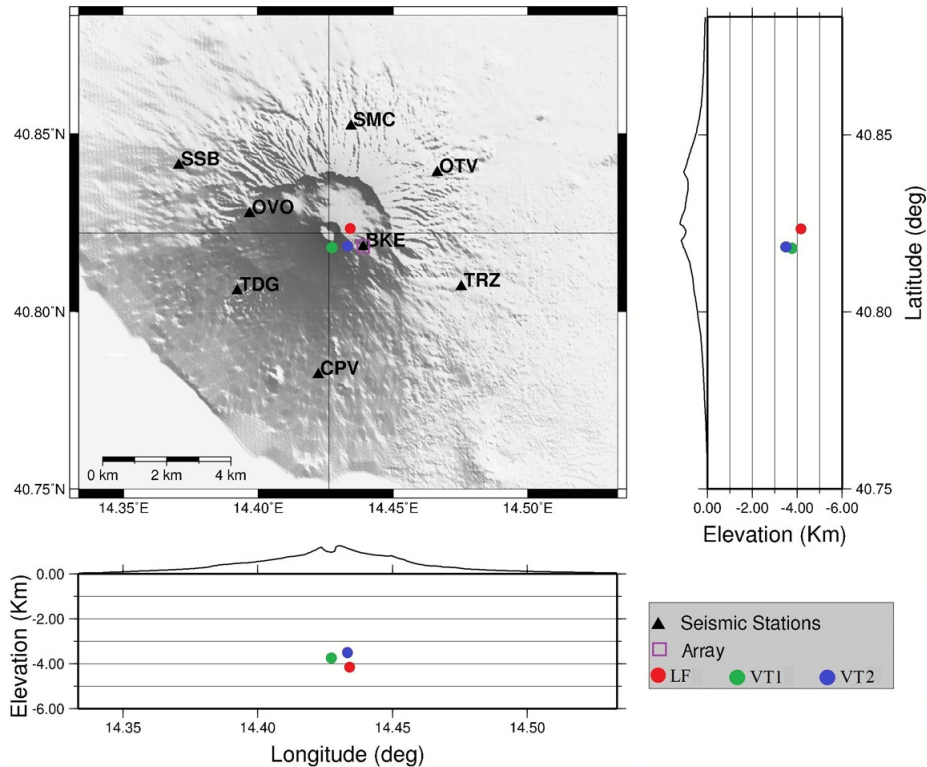 SMC
40.85°N
40.85
SSB
OTV
OVO
BKE
TDG
TRZ
40.80°N
40.80
Latitude (deg)
CPV
0 km 2 km 4 km
40.75°N
40.75
14.35°E 14.40°E 14.45°E 14.50°E
0.00 -2.00 -4.00 -6.00
Elevation (Km)
0.00
-2.00
-4.00
-6.00
Elevation (Km)
14.35 14.40 14.45 14.50
Longitude (deg)
Seismic Stations
Array
LF VT1 VT2